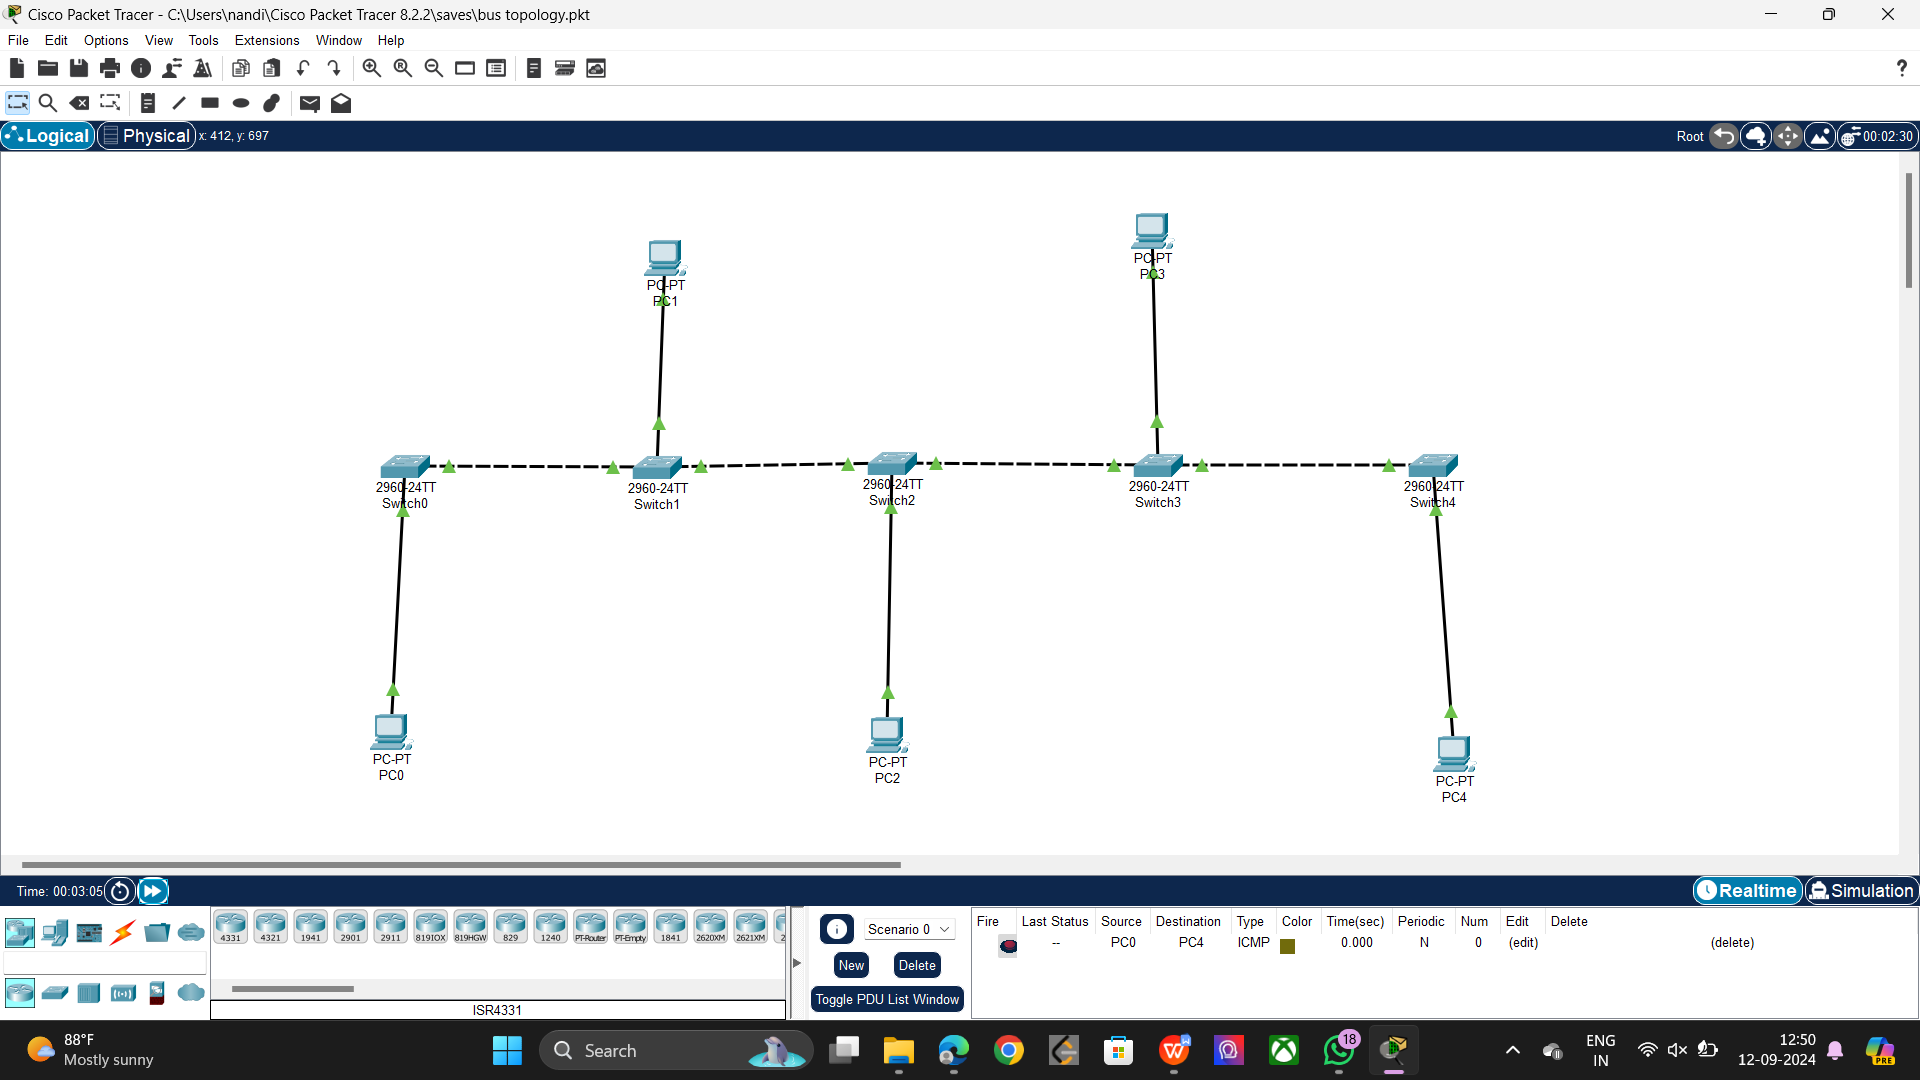 Cisco Packet Tracer - C:\Users\nandi\Cisco Packet Tracer 8.2.2\saves\bus topology.pkt
File Edit Options View Tools Extensions Window Help
Logical Physical x: 412, y: 697 Root 00:02:30
PC-PT
PC3
PC-PT
PC1
2960-24TT
Switch0
2960-24TT
Switch1
2960-24TT
Switch2
2960-24TT
Switch3
2960-24TT
Switch4
PC-PT
PC0
PC-PT
PC2
PC-PT
PC4
Time: 00:03:05 Realtime Simulation
4331 4321 1941 2901 2911 819IOX 819HGW 829 1240 PT-Router PT-Empty 1841 2620XM 2621XM 2
ISR4331
Scenario 0
New Delete
Toggle PDU List Window
Fire Last Status Source Destination Type Color Time(sec) Periodic Num Edit Delete
-- PC0 PC4 ICMP 0.000 N 0 (edit) (delete)
88°F
Mostly sunny
Search
18
ENG
IN
12:50
12-09-2024
PRE